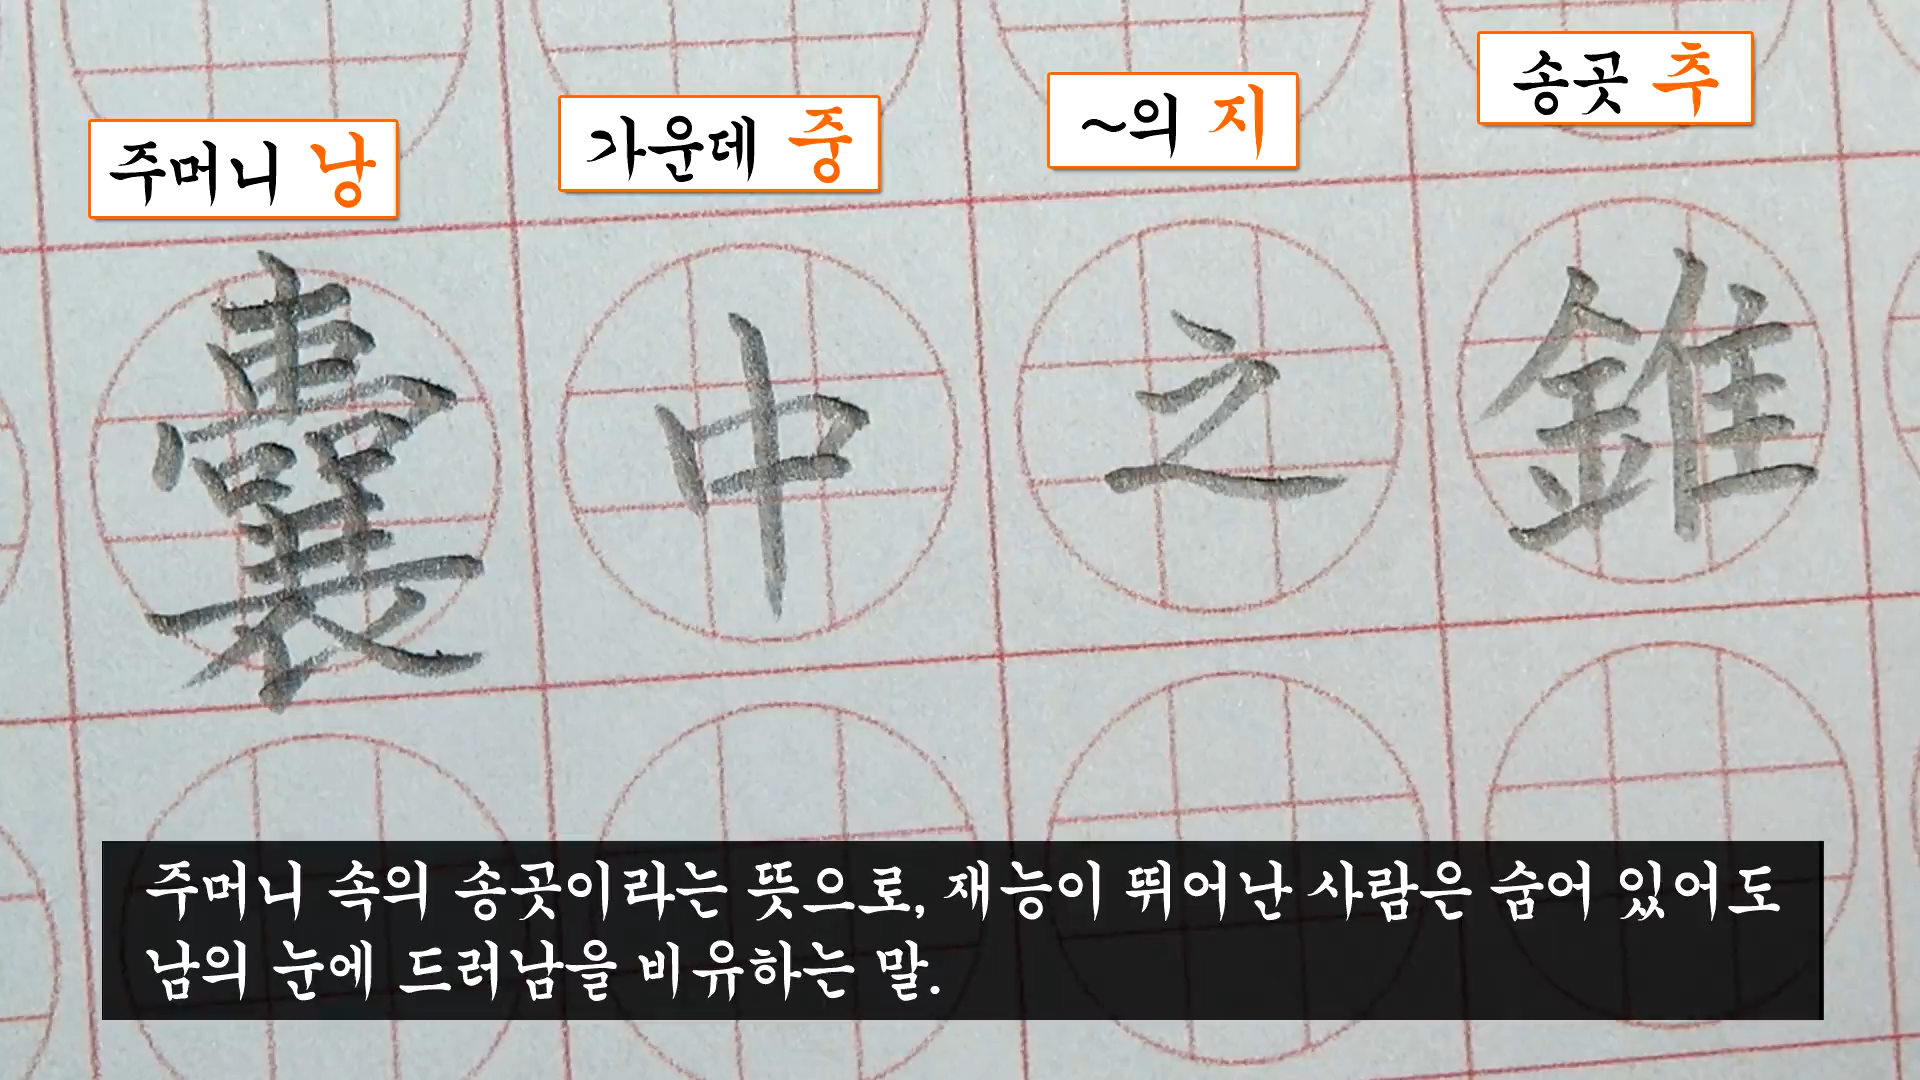 주머니 낭
가운데 중
~의 지
송곳 추
囊中之錐
주머니 속의 송곳이라는 뜻으로, 재능이 뛰어난 사람은 숨어 있어도
남의 눈에 드러남을 비유하는 말.